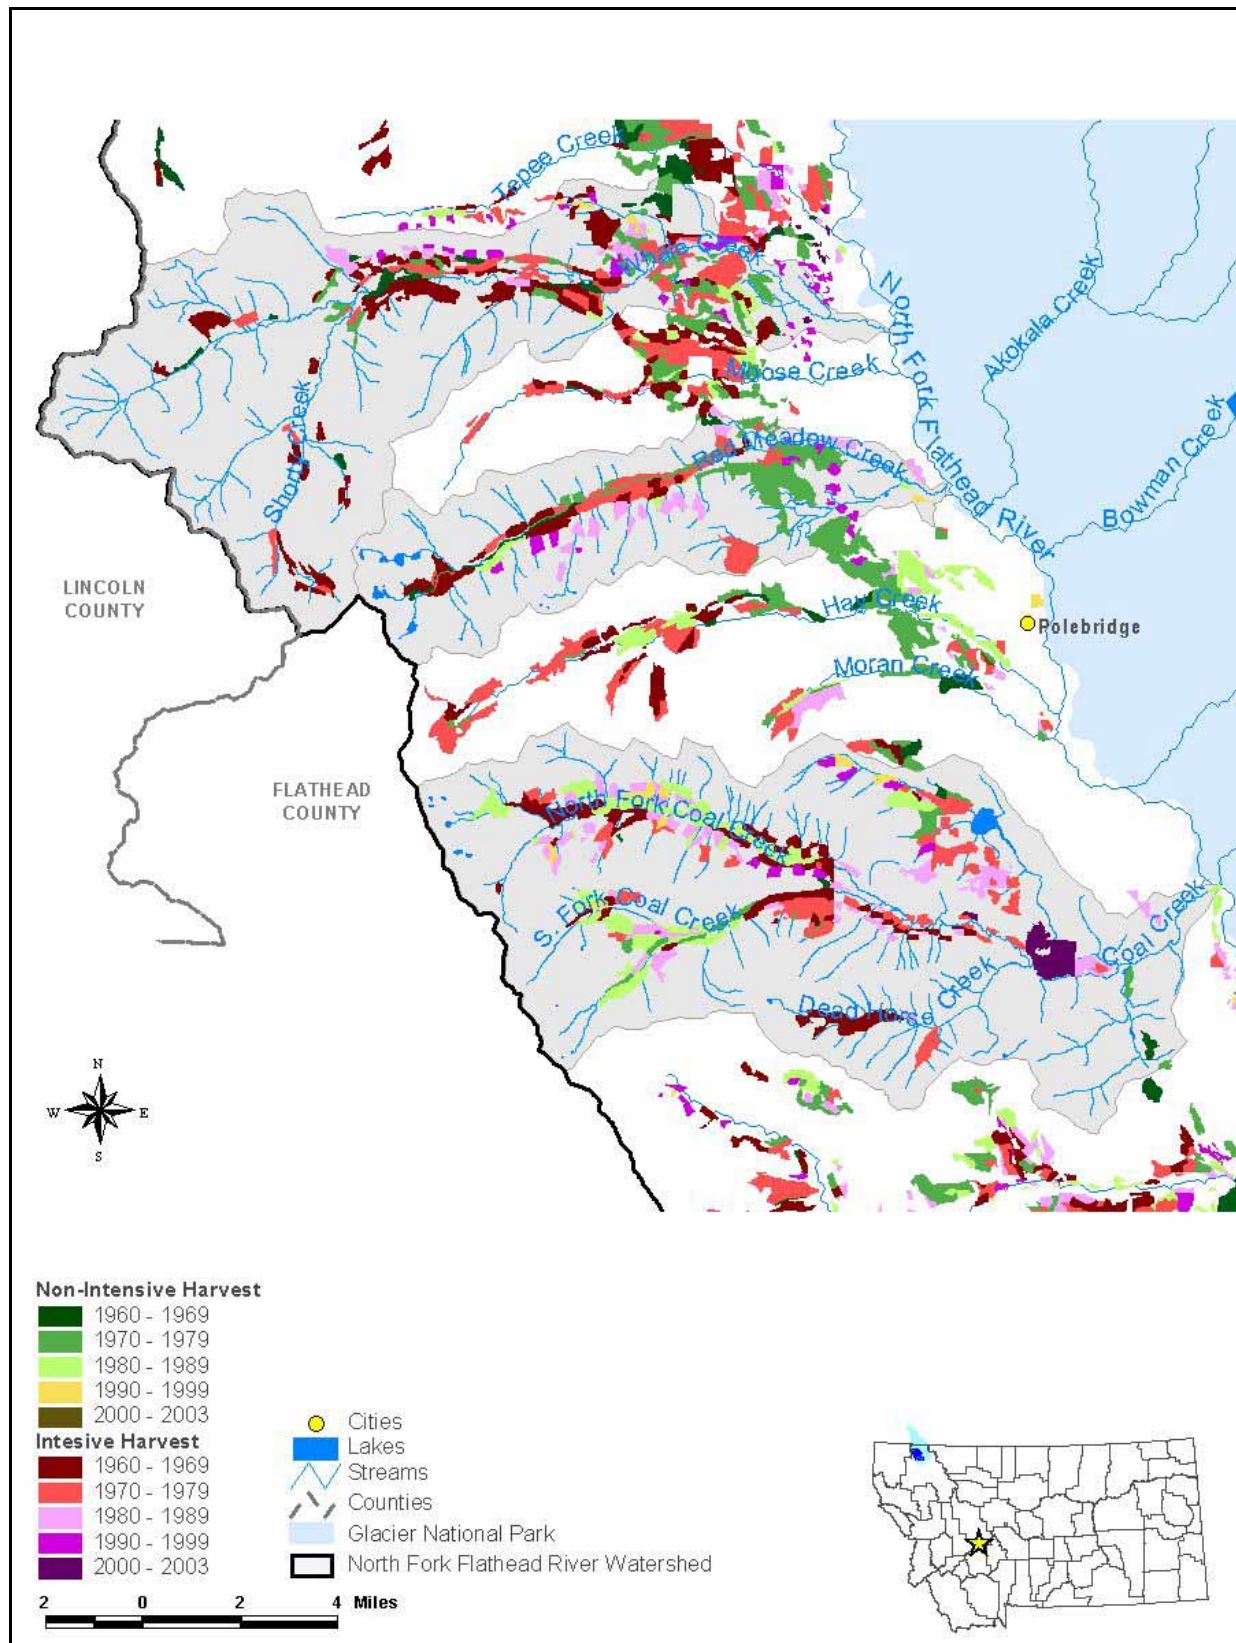 Tepee Creek
Whale Creek
North Fork Flathead River
Akokala Creek
Moose Creek
Bowman Creek
Red Meadow Creek
Shorty Creek
LINCOLN
COUNTY
Hay Creek
Polebridge
Moran Creek
FLATHEAD
COUNTY
North Fork Coal Creek
S. Fork Coal Creek
Coal Creek
Dead Horse Creek
N
W E
S
Non-Intensive Harvest
1960 - 1969
1970 - 1979
1980 - 1989
1990 - 1999
2000 - 2003
Intesive Harvest
1960 - 1969
1970 - 1979
1980 - 1989
1990 - 1999
2000 - 2003
Cities
Lakes
Streams
Counties
Glacier National Park
North Fork Flathead River Watershed
2 0 2 4 Miles